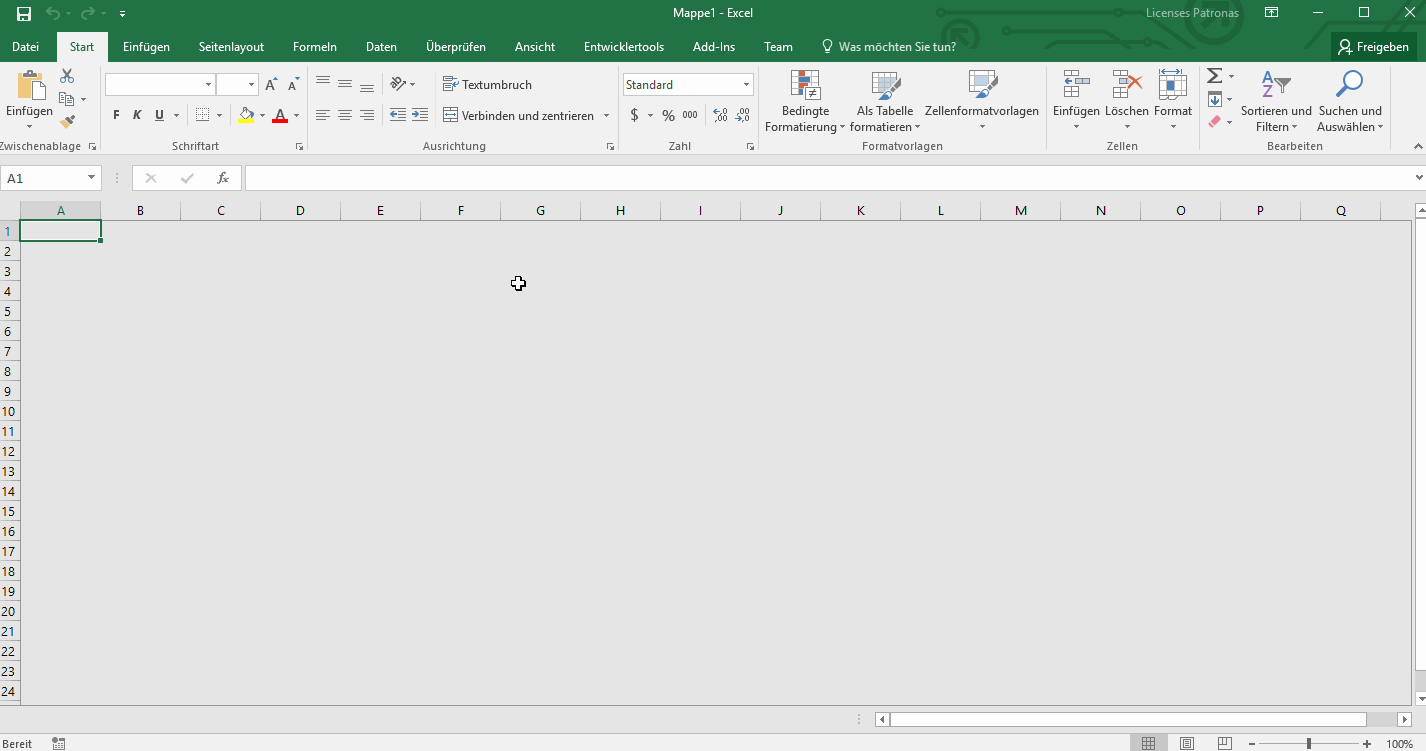 Mappe1 - Excel
Licenses Patronas
Datei Start Einfügen Seitenlayout Formeln Daten Überprüfen Ansicht Entwicklertools Add-Ins Team Was möchten Sie tun? Freigeben
Einfügen
Zwischenablage
F K U
Schriftart
Textumbruch
Verbinden und zentrieren
Ausrichtung
Standard
$ % 000
Zahl
Bedingte
Formatierung
Als Tabelle
formatieren
Zellenformatvorlagen
Formatvorlagen
Einfügen Löschen Format
Zellen
Sortieren und
Filtern
Suchen und
Auswählen
Bearbeiten
A1
fx
A B C D E F G H I J K L M N O P Q
1
2
3
4
5
6
7
8
9
10
11
12
13
14
15
16
17
18
19
20
21
22
23
24
Bereit
100%